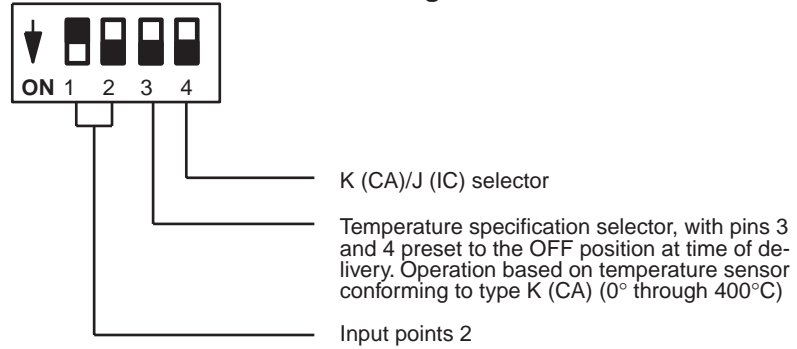 ON 1 2 3 4
K (CA)/J (IC) selector
Temperature specification selector, with pins 3
and 4 preset to the OFF position at time of de-
livery. Operation based on temperature sensor
conforming to type K (CA) (0° through 400°C)
Input points 2